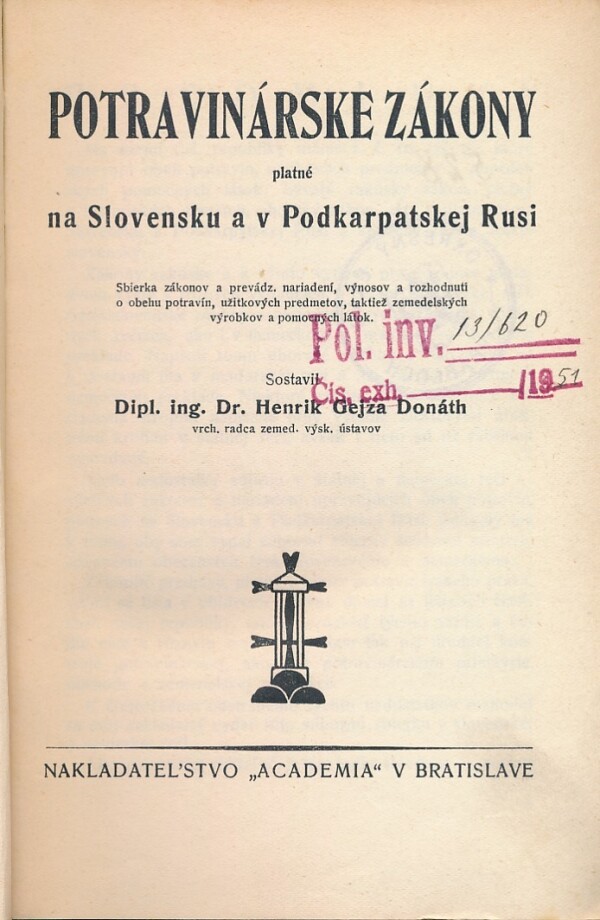 POTRAVINÁRSKE ZÁKONY
platné
na Slovensku a v Podkarpatskej Rusi
Sbierka zákonov a prevádz. nariadení, výnosov a rozhodnuti
o obehu potravín, užitkových predmetov, taktiež zemedelských
výrobkov a pomocných látok.
Pol. inv. 13/620
Sostavil
Čís. exh. /1951
Dipl. ing. Dr. Henrik Gejza Donáth
vrch. radca zemed. výsk. ústavov
NAKLADATEĽSTVO „ACADEMIA“ V BRATISLAVE